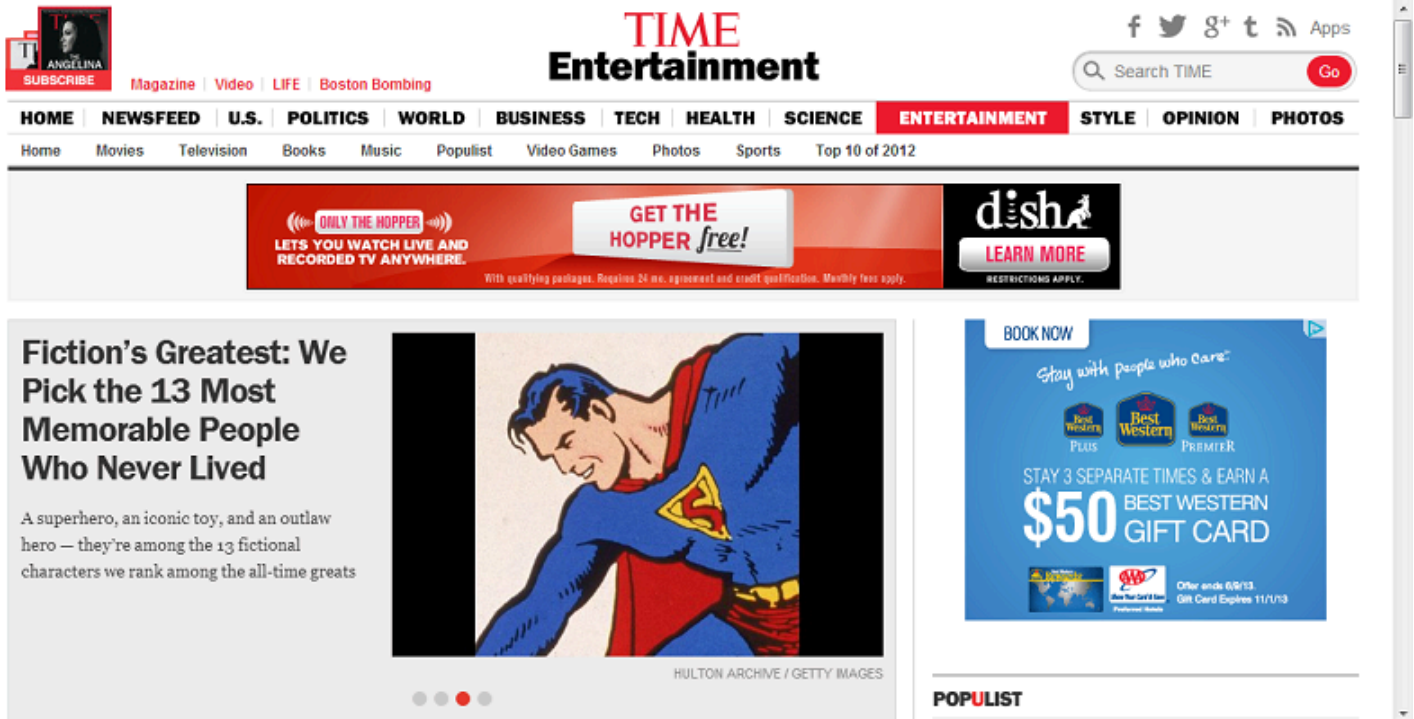 TIME
ANGELINA
SUBSCRIBE
Magazine | Video | LIFE | Boston Bombing
TIME
Entertainment
Apps
Search TIME
Go
HOME NEWSFEED U.S. POLITICS WORLD BUSINESS TECH HEALTH SCIENCE ENTERTAINMENT STYLE OPINION PHOTOS
Home Movies Television Books Music Populist Video Games Photos Sports Top 10 of 2012
ONLY THE HOPPER
LETS YOU WATCH LIVE AND
RECORDED TV ANYWHERE.
GET THE
HOPPER free!
With qualifying packages. Requires 24 mo. agreement and credit qualification. Monthly fees apply.
dish
LEARN MORE
RESTRICTIONS APPLY.
Fiction's Greatest: We
Pick the 13 Most
Memorable People
Who Never Lived
A superhero, an iconic toy, and an outlaw
hero — they're among the 13 fictional
characters we rank among the all-time greats
S
HULTON ARCHIVE / GETTY IMAGES
BOOK NOW
Stay with people who care.™
Best Western PLUS
Best Western
Best Western PREMIER
STAY 3 SEPARATE TIMES & EARN A
$50 BEST WESTERN
GIFT CARD
AAA
Preferred Hotels
Offer ends 6/9/13.
Gift Card Expires 11/1/13
POPULIST